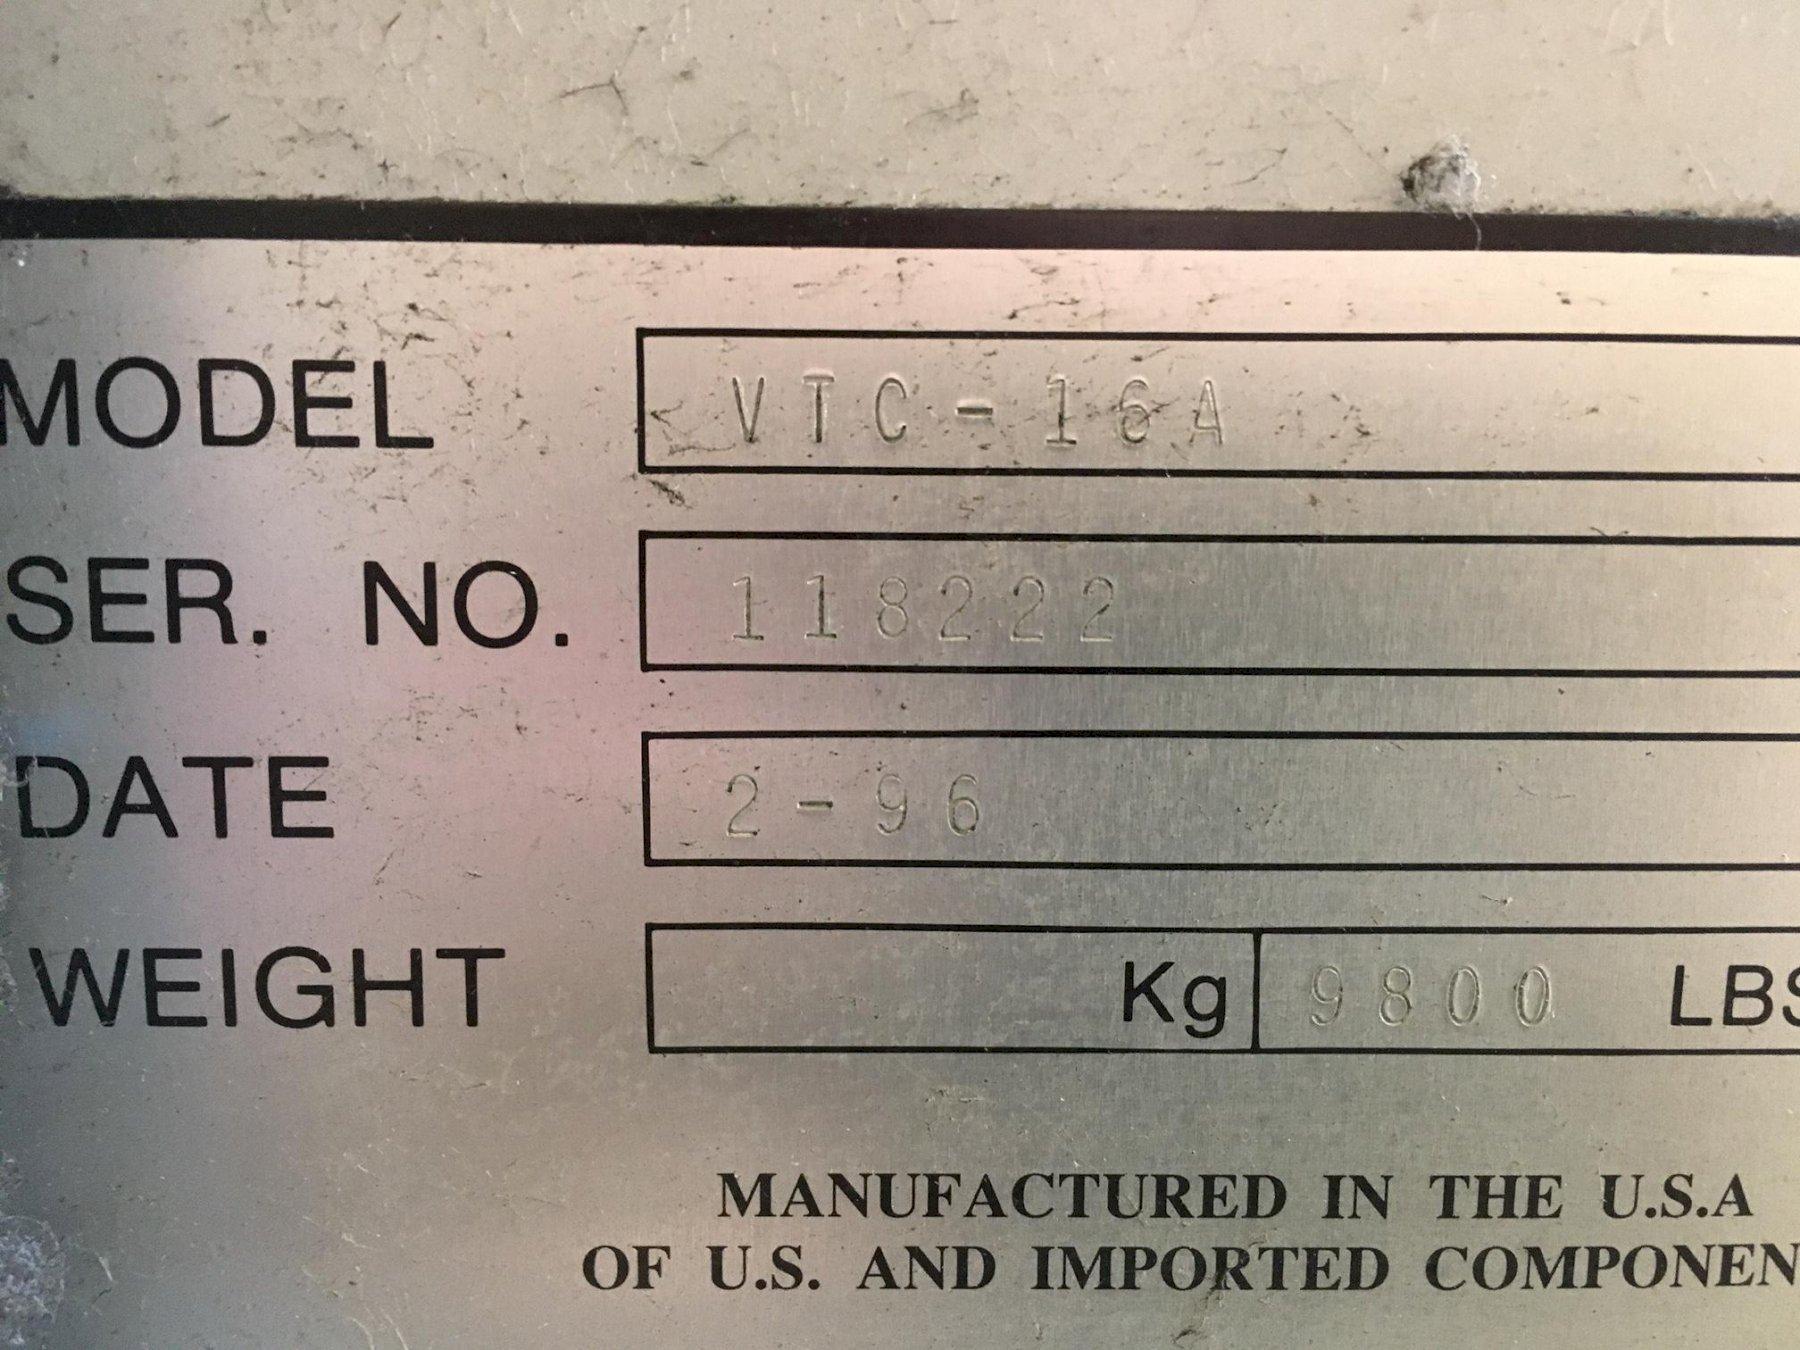 MODEL VTC-16A
SER. NO. 118222
DATE 2-96
WEIGHT Kg 9800 LBS
MANUFACTURED IN THE U.S.A
OF U.S. AND IMPORTED COMPONEN